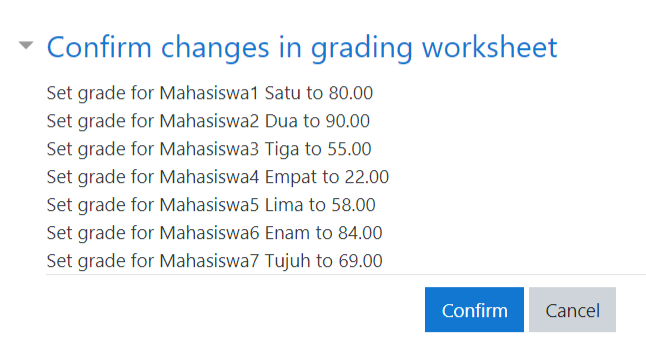 Confirm changes in grading worksheet
Set grade for Mahasiswa1 Satu to 80.00
Set grade for Mahasiswa2 Dua to 90.00
Set grade for Mahasiswa3 Tiga to 55.00
Set grade for Mahasiswa4 Empat to 22.00
Set grade for Mahasiswa5 Lima to 58.00
Set grade for Mahasiswa6 Enam to 84.00
Set grade for Mahasiswa7 Tujuh to 69.00
Confirm Cancel